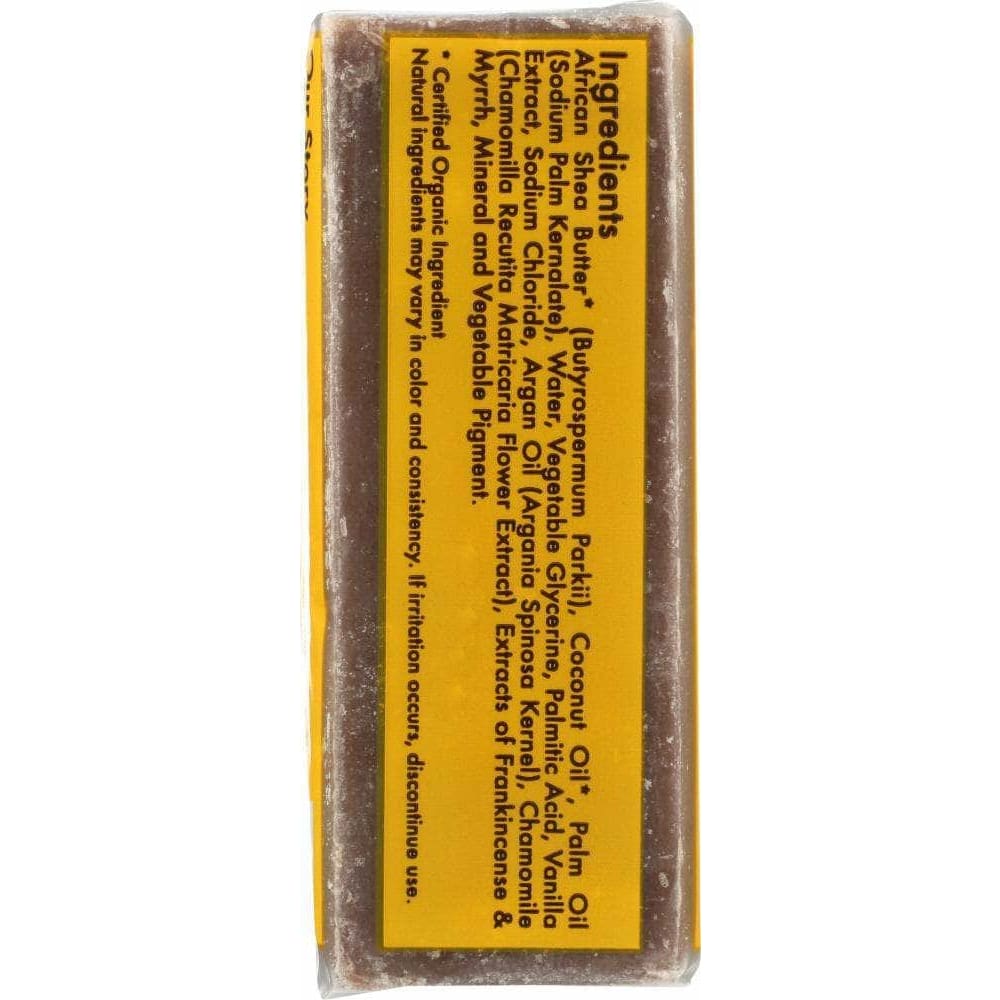 Ingredients
African Shea Butter* (Butyrospermum Parkii), Coconut Oil*, Palm Oil
(Sodium Palm Kernalate), Water, Vegetable Glycerine, Palmitic Acid, Vanilla
Extract, Sodium Chloride, Argan Oil (Argania Spinosa Kernel), Chamomile
(Chamomilla Recutita Matricaria Flower Extract), Extracts of Frankincense &
Myrrh, Mineral and Vegetable Pigment.
* Certified Organic Ingredient
Natural ingredients may vary in color and consistency. If irritation occurs, discontinue use.
Our Story